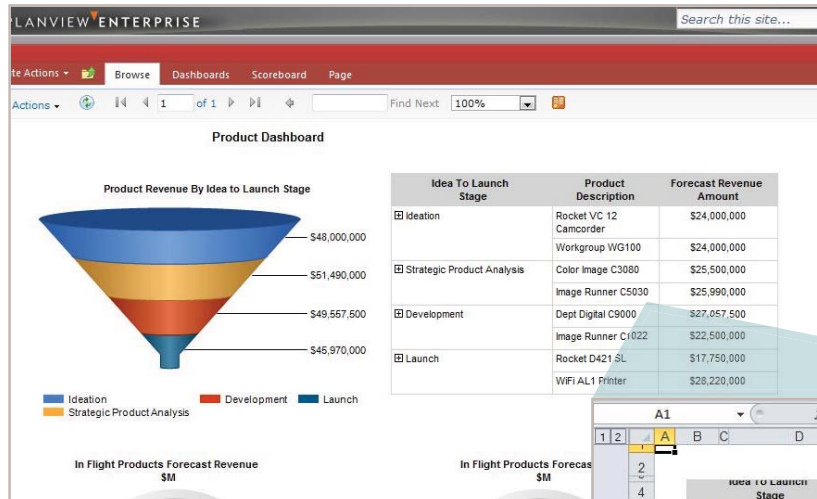 PLANVIEW ENTERPRISE
Search this site...
te Actions
Browse
Dashboards
Scoreboard
Page
Actions
1
of 1
Find Next
100%
Product Dashboard
Product Revenue By Idea to Launch Stage
$48,000,000
$51,490,000
$49,557,500
$45,970,000
Ideation
Development
Launch
Strategic Product Analysis
Idea To Launch Stage
Product Description
Forecast Revenue Amount
Ideation
Rocket VC 12 Camcorder
$24,000,000
Workgroup WG100
$24,000,000
Strategic Product Analysis
Color Image C3080
$25,500,000
Image Runner C5030
$25,990,000
Development
Dept Digital C9000
$27,057,500
Image Runner C1022
$22,500,000
Launch
Rocket D421 SL
$17,750,000
WiFi AL1 Printer
$28,220,000
In Flight Products Forecast Revenue
$M
In Flight Products Forecas
$M
A1
1 2
A B C D
1
2
4
Idea To Launch
Stage